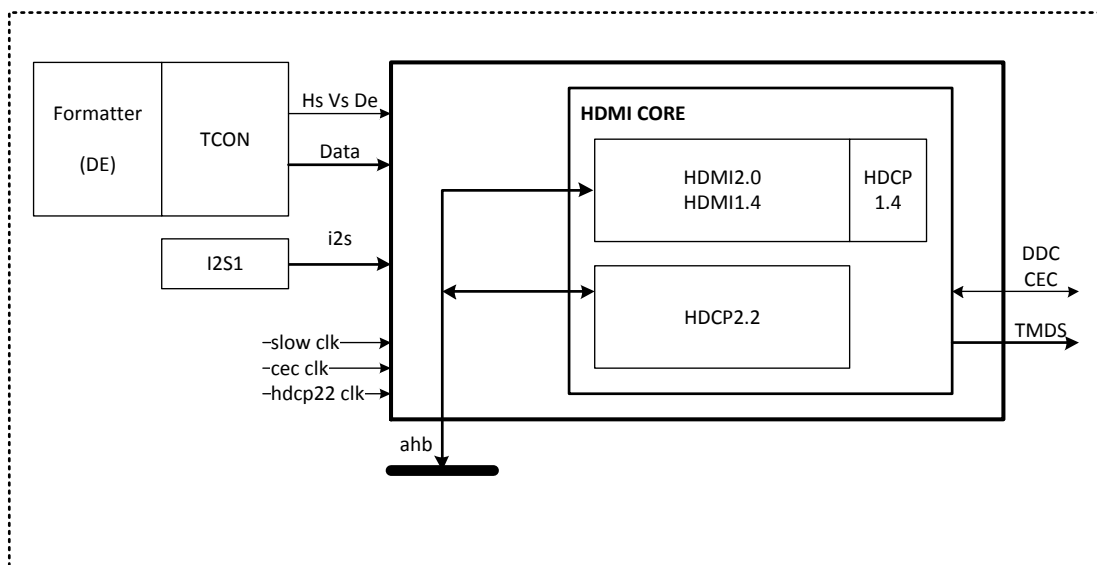 Formatter
(DE)
TCON
Hs Vs De
Data
I2S1
i2s
slow clk
cec clk
hdcp22 clk
ahb
HDMI CORE
HDMI2.0
HDMI1.4
HDCP
1.4
HDCP2.2
DDC
CEC
TMDS